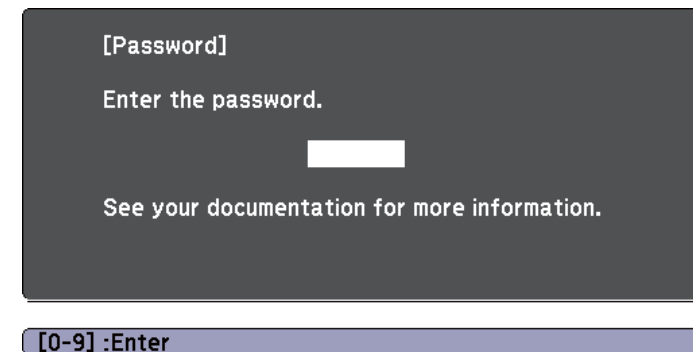 [Password]
Enter the password.
See your documentation for more information.
[0-9] :Enter